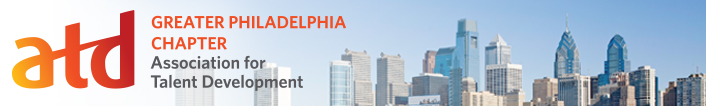 atd
GREATER PHILADELPHIA
CHAPTER
Association for
Talent Development